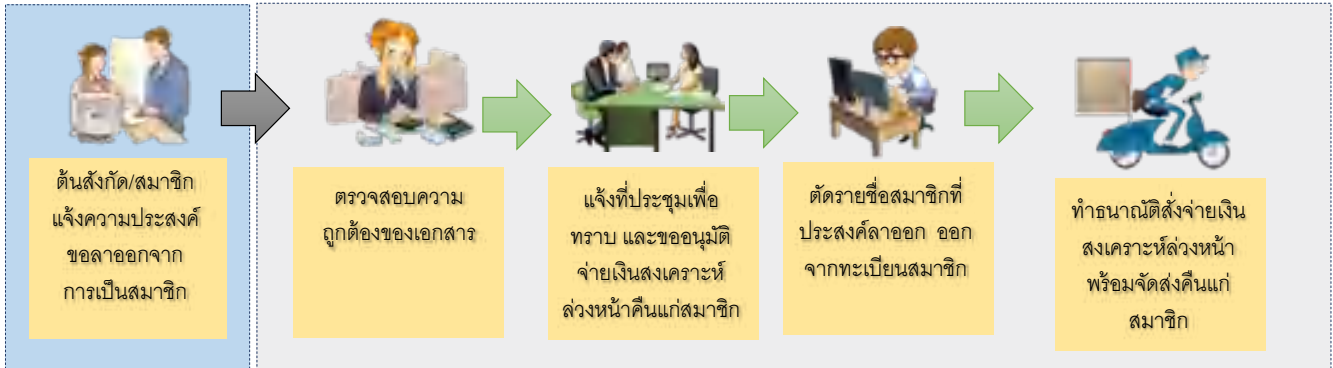 ต้นสังกัด/สมาชิก
แจ้งความประสงค์
ขอลาออกจาก
การเป็นสมาชิก
ตรวจสอบความ
ถูกต้องของเอกสาร
แจ้งที่ประชุมเพื่อ
ทราบ และขออนุมัติ
จ่ายเงินสงเคราะห์
ล่วงหน้าคืนแก่สมาชิก
ตัดรายชื่อสมาชิกที่
ประสงค์ลาออก ออก
จากทะเบียนสมาชิก
ทำธนาณัติสั่งจ่ายเงิน
สงเคราะห์ล่วงหน้า
พร้อมจัดส่งคืนแก่
สมาชิก